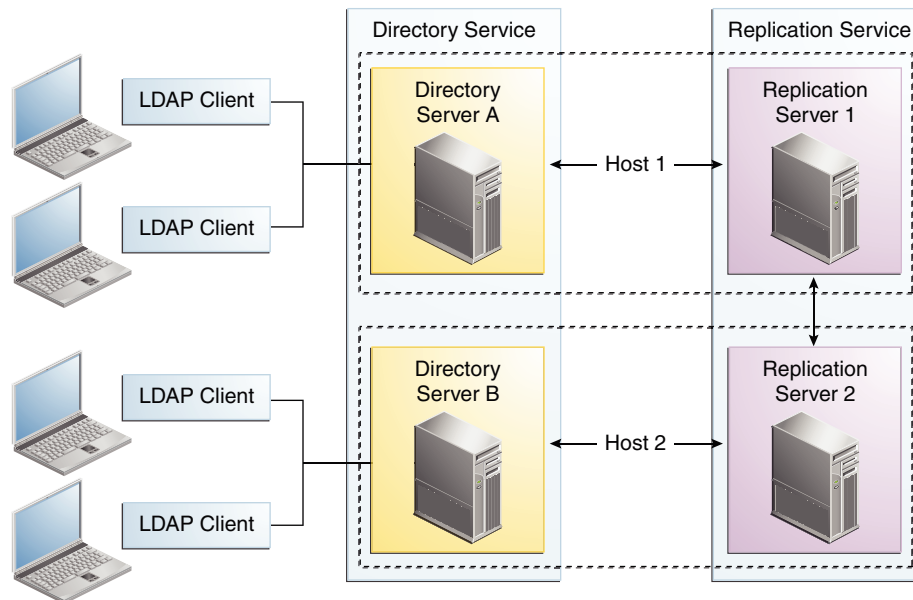 Directory Service
Replication Service
LDAP Client
LDAP Client
Directory
Server A
Host 1
Replication
Server 1
LDAP Client
LDAP Client
Directory
Server B
Host 2
Replication
Server 2